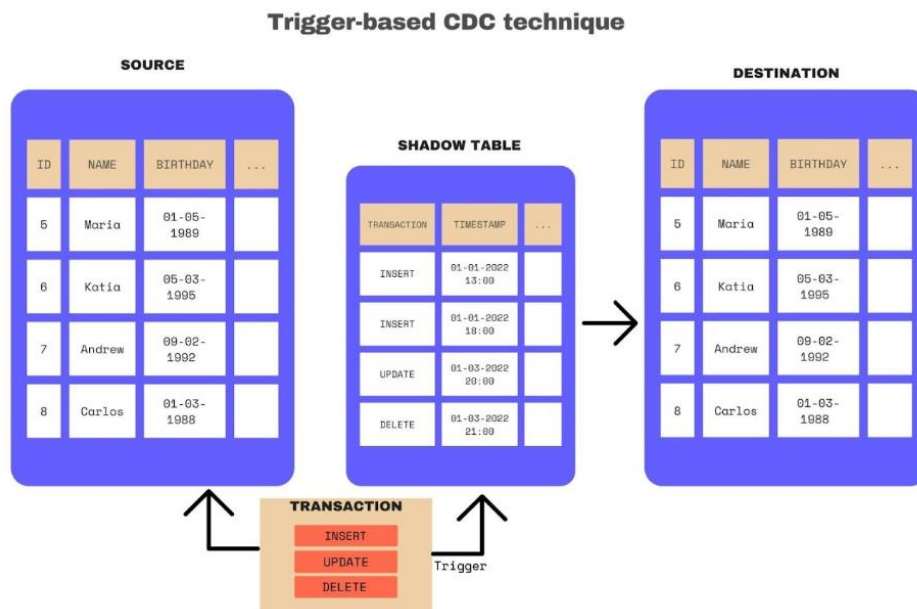 Trigger-based CDC technique
SOURCE
ID NAME BIRTHDAY ...
5 Maria 01-05-
1989
6 Katia 05-03-
1995
7 Andrew 09-02-
1992
8 Carlos 01-03-
1988
SHADOW TABLE
TRANSACTION TIMESTAMP ...
INSERT 01-01-2022
13:00
INSERT 01-01-2022
18:00
UPDATE 01-03-2022
20:00
DELETE 01-03-2022
21:00
DESTINATION
ID NAME BIRTHDAY ...
5 Maria 01-05-
1989
6 Katia 05-03-
1995
7 Andrew 09-02-
1992
8 Carlos 01-03-
1988
TRANSACTION
INSERT
UPDATE
DELETE
Trigger